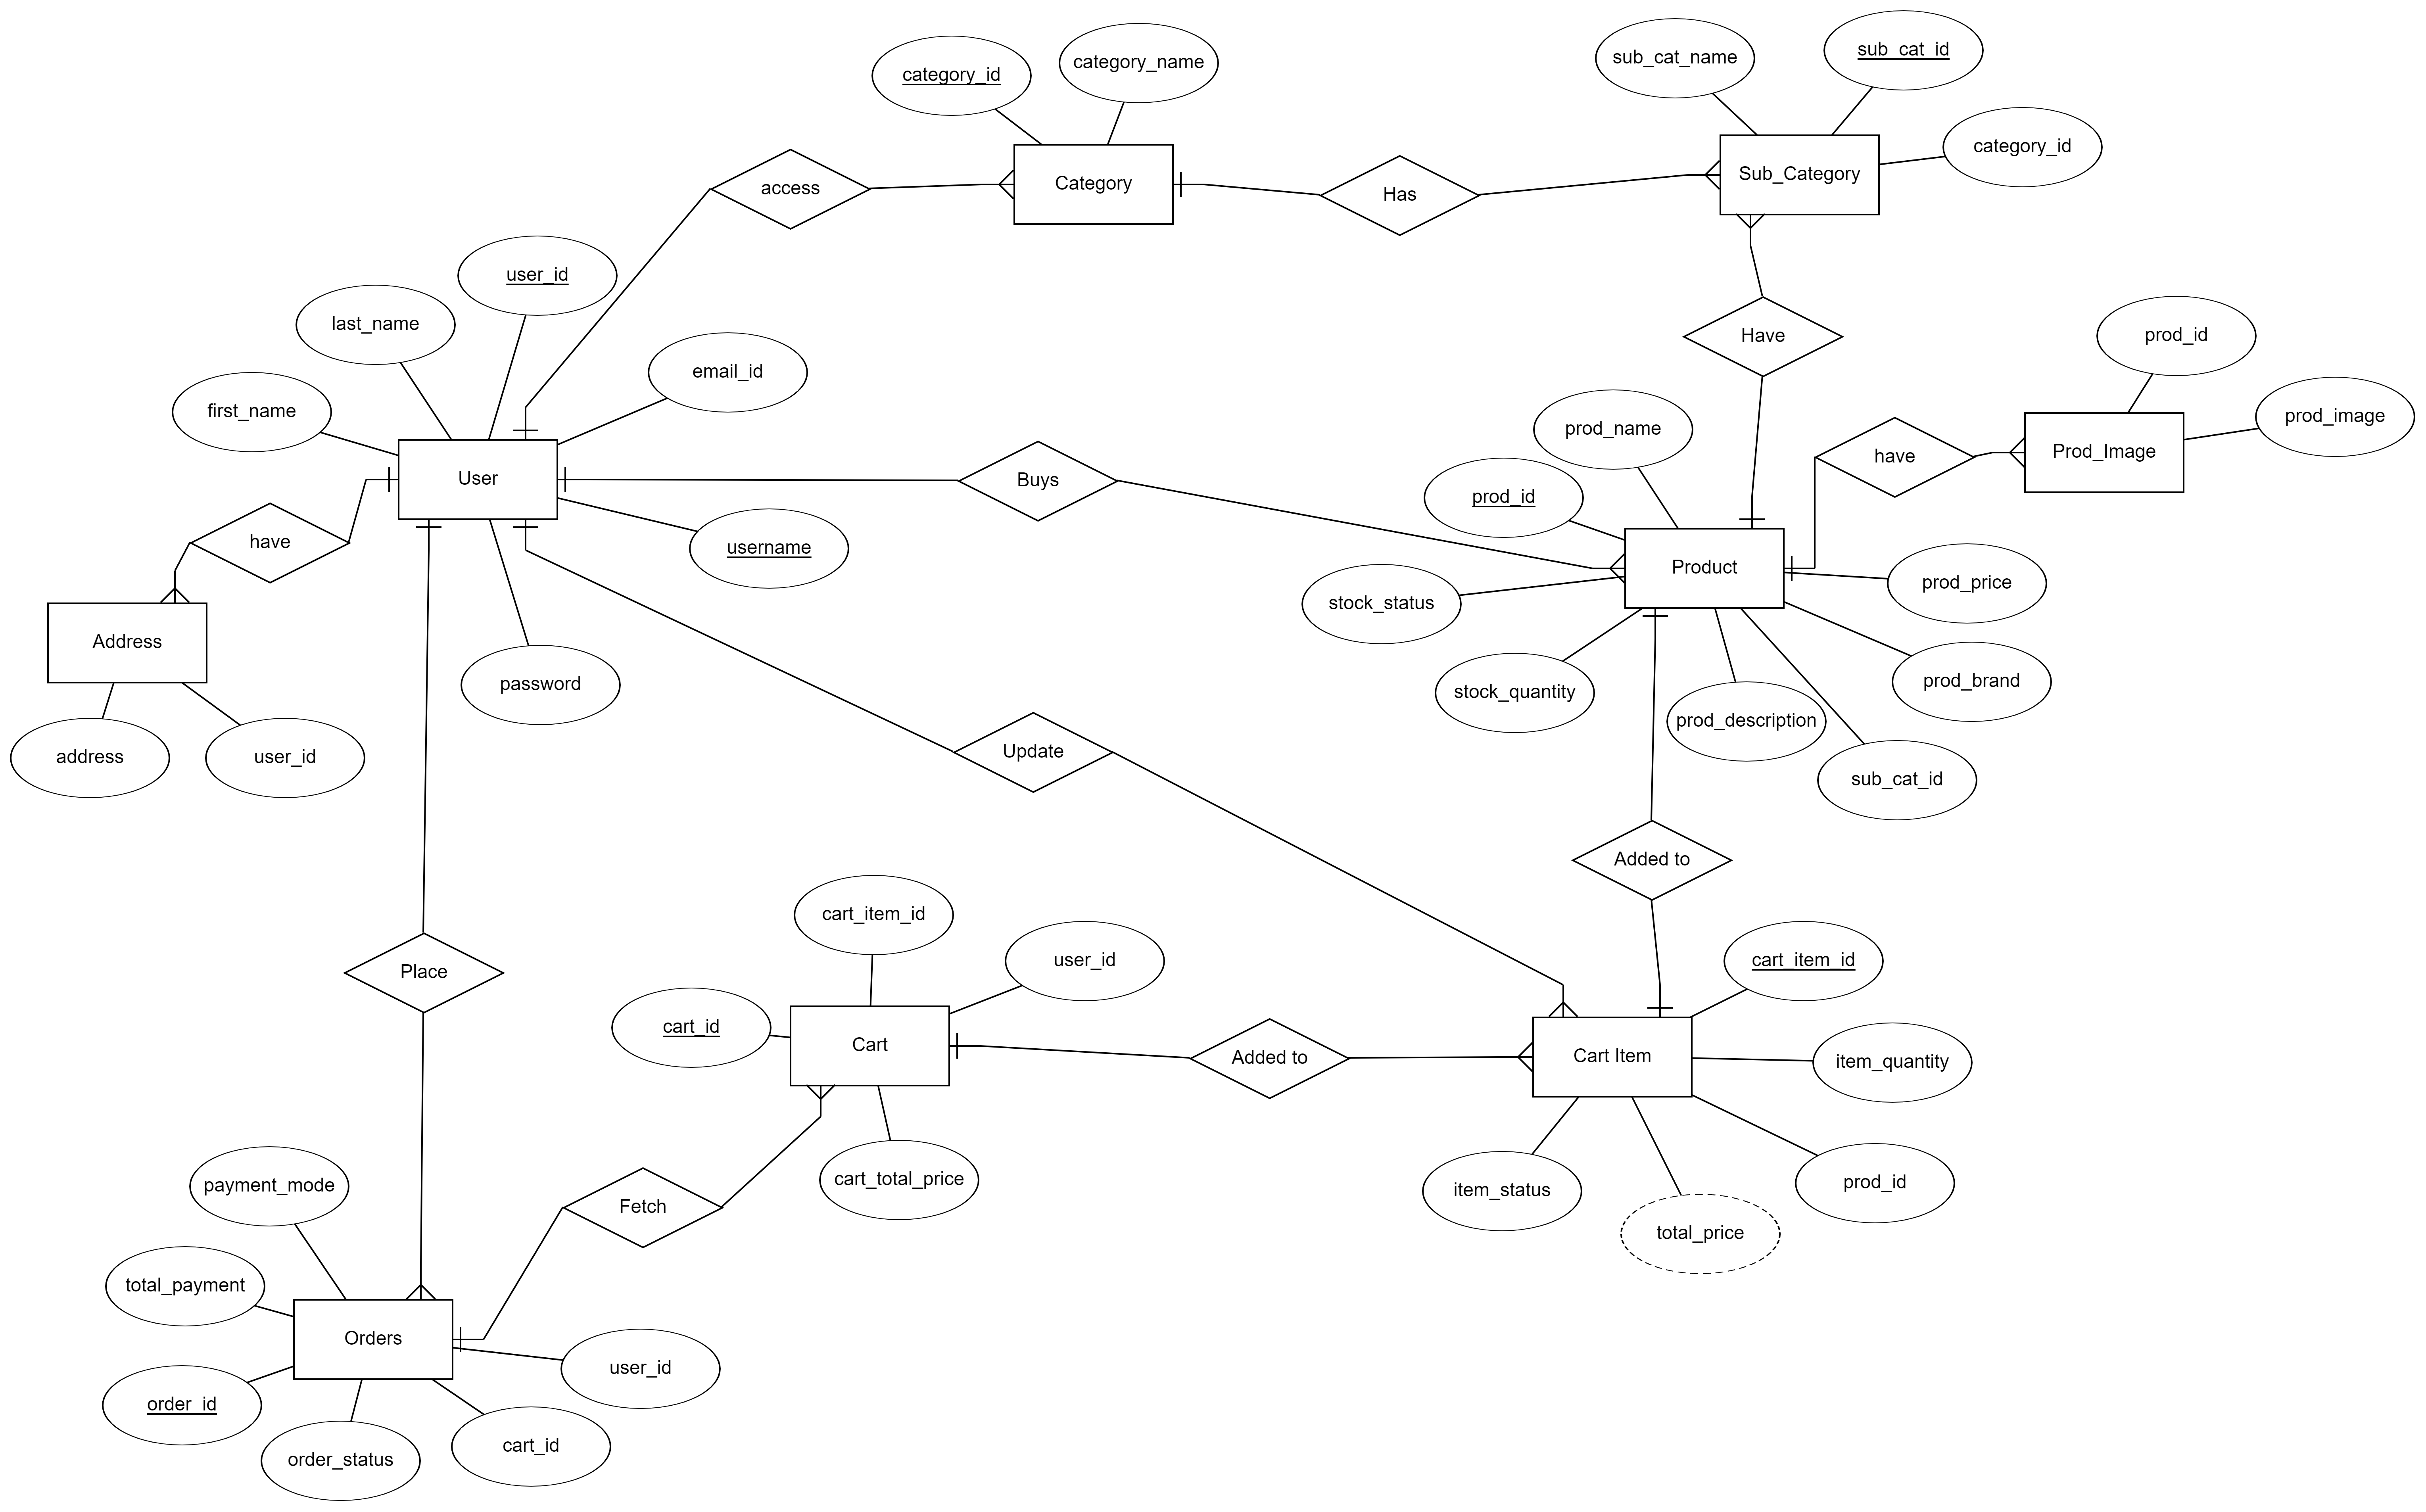 sub_cat_name
sub_cat_id
category_id
category_name
category_id
access
Category
Has
Sub_Category
user_id
last_name
first_name
email_id
User
username
password
have
Address
address
user_id
Buys
Have
prod_id
prod_image
have
Prod_Image
prod_name
prod_id
stock_status
Product
prod_price
prod_brand
stock_quantity
prod_description
sub_cat_id
Update
Added to
Place
cart_item_id
user_id
cart_id
Cart
Added to
cart_total_price
cart_item_id
Cart Item
item_quantity
prod_id
item_status
total_price
Fetch
payment_mode
total_payment
Orders
order_id
order_status
cart_id
user_id